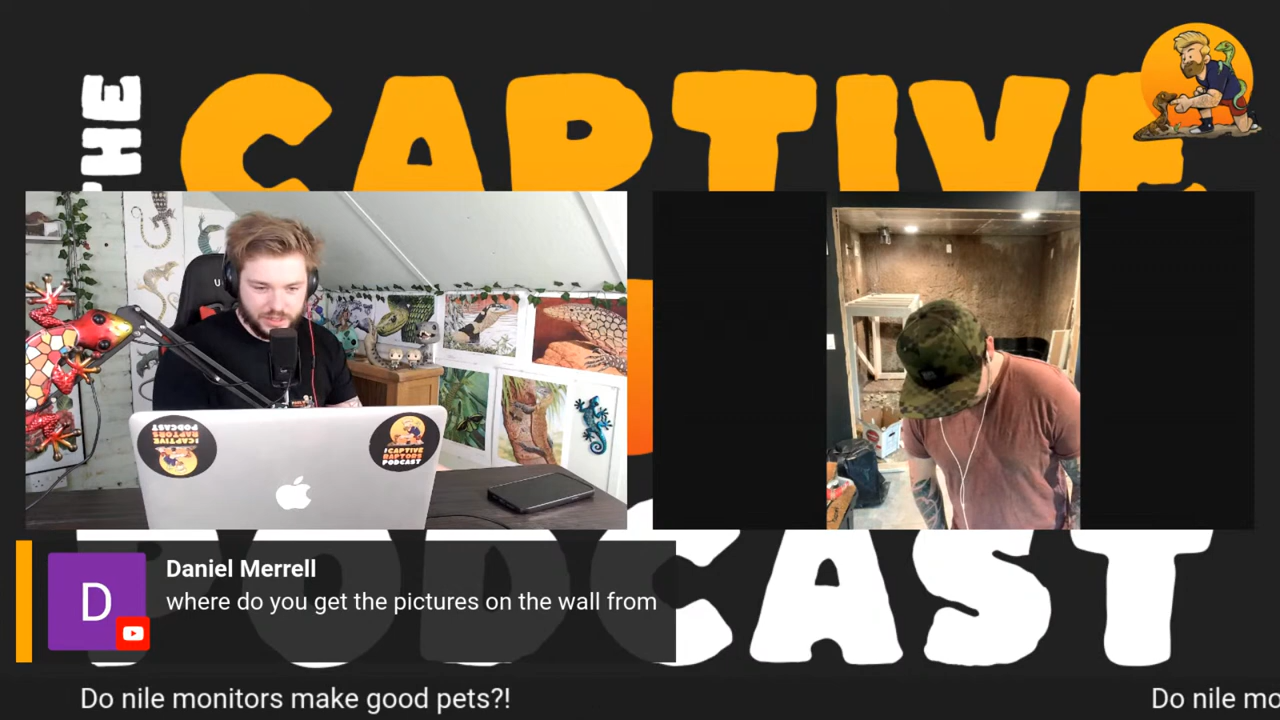 THE
CAPTIVE
CAPTIVE
RAPTORS
PODCAST
THE CAPTIVE
RAPTORS
PODCAST
PODCAST
D
Daniel Merrell
where do you get the pictures on the wall from
Do nile monitors make good pets?!
Do nile mo